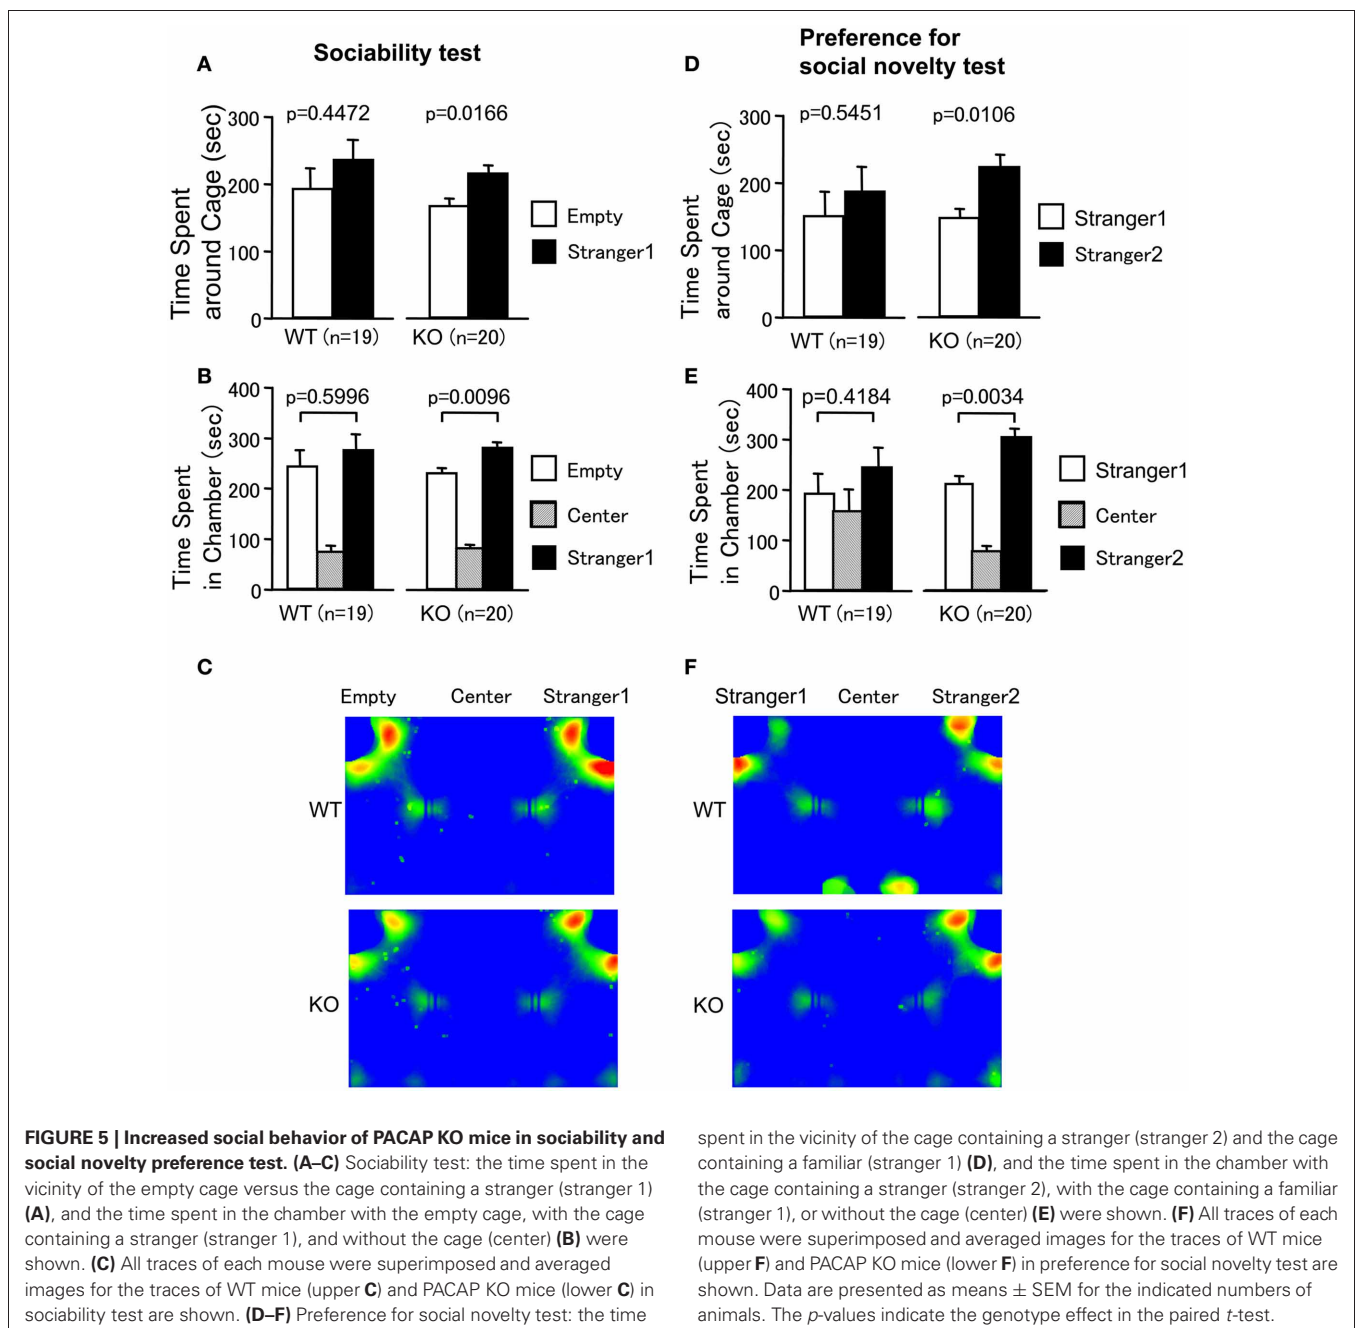 Sociability test
A
p=0.4472
p=0.0166
Time Spent
around Cage (sec)
300
200
100
0
WT (n=19)
KO (n=20)
Empty
Stranger1
B
p=0.5996
p=0.0096
Time Spent
in Chamber (sec)
400
300
200
100
0
WT (n=19)
KO (n=20)
Empty
Center
Stranger1
C
Empty Center Stranger1
WT
KO
Preference for
social novelty test
D
p=0.5451
p=0.0106
Time Spent
around Cage (sec)
300
200
100
0
WT (n=19)
KO (n=20)
Stranger1
Stranger2
E
p=0.4184
p=0.0034
Time Spent
in Chamber (sec)
400
300
200
100
0
WT (n=19)
KO (n=20)
Stranger1
Center
Stranger2
F
Stranger1 Center Stranger2
WT
KO
FIGURE 5 | Increased social behavior of PACAP KO mice in sociability and
social novelty preference test. (A–C) Sociability test: the time spent in the
vicinity of the empty cage versus the cage containing a stranger (stranger 1)
(A), and the time spent in the chamber with the empty cage, with the cage
containing a stranger (stranger 1), and without the cage (center) (B) were
shown. (C) All traces of each mouse were superimposed and averaged
images for the traces of WT mice (upper C) and PACAP KO mice (lower C) in
sociability test are shown. (D–F) Preference for social novelty test: the time
spent in the vicinity of the cage containing a stranger (stranger 2) and the cage
containing a familiar (stranger 1) (D), and the time spent in the chamber with
the cage containing a stranger (stranger 2), with the cage containing a familiar
(stranger 1), or without the cage (center) (E) were shown. (F) All traces of each
mouse were superimposed and averaged images for the traces of WT mice
(upper F) and PACAP KO mice (lower F) in preference for social novelty test are
shown. Data are presented as means ± SEM for the indicated numbers of
animals. The p-values indicate the genotype effect in the paired t-test.